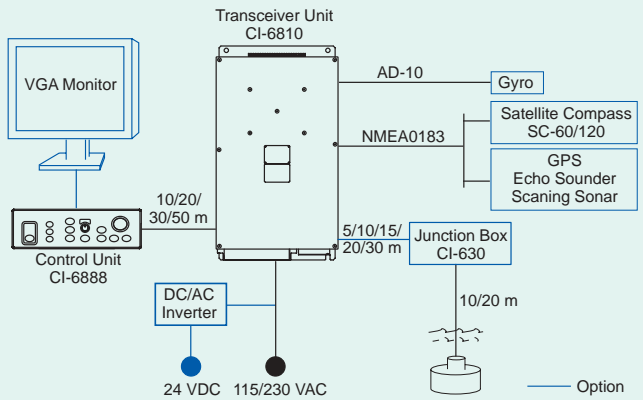 Transceiver Unit
CI-6810
VGA Monitor
AD-10
Gyro
Satellite Compass
SC-60/120
NMEA0183
GPS
Echo Sounder
Scaning Sonar
10/20/
30/50 m
5/10/15/
20/30 m
Junction Box
CI-630
Control Unit
CI-6888
DC/AC
Inverter
10/20 m
24 VDC
115/230 VAC
Option